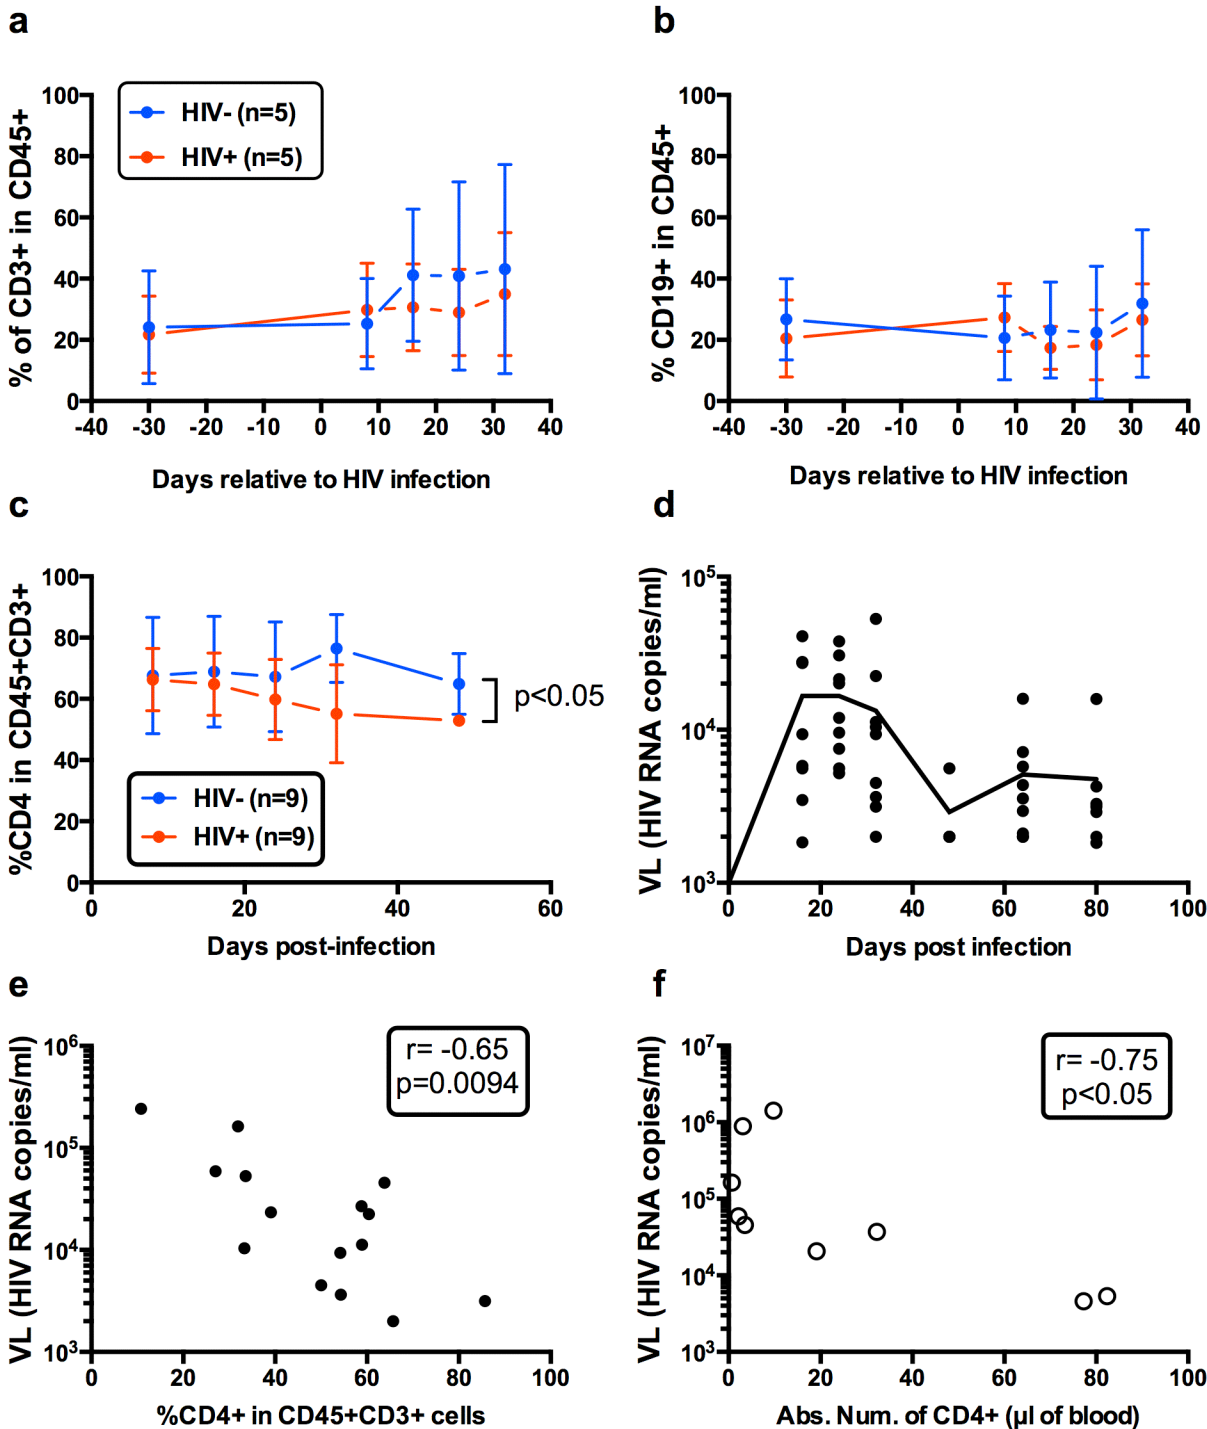 a
% of CD3+ in CD45+
100
80
60
40
20
0
HIV- (n=5)
HIV+ (n=5)
-40 -30 -20 -10 0 10 20 30 40
Days relative to HIV infection
b
% CD19+ in CD45+
100
80
60
40
20
0
-40 -30 -20 -10 0 10 20 30 40
Days relative to HIV infection
c
%CD4 in CD45+CD3+
100
80
60
40
20
0
p<0.05
HIV- (n=9)
HIV+ (n=9)
0 20 40 60
Days post-infection
d
VL (HIV RNA copies/ml)
10⁵
10⁴
10³
0 20 40 60 80 100
Days post infection
e
VL (HIV RNA copies/ml)
10⁶
10⁵
10⁴
10³
r= -0.65
p=0.0094
0 20 40 60 80 100
%CD4+ in CD45+CD3+ cells
f
VL (HIV RNA copies/ml)
10⁷
10⁶
10⁵
10⁴
10³
r= -0.75
p<0.05
0 20 40 60 80 100
Abs. Num. of CD4+ (µl of blood)